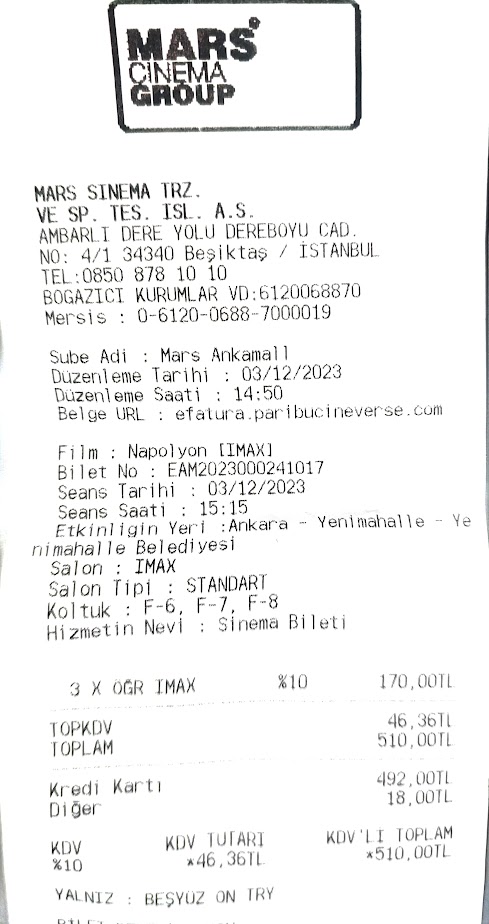 MARS
CINEMA
GROUP
MARS SINEMA TRZ.
VE SP. TES. ISL. A.S.
AMBARLI DERE YOLU DEREBOYU CAD.
NO: 4/1 34340 Beşiktaş / İSTANBUL
TEL:0850 878 10 10
BOGAZICI KURUMLAR VD:6120068870
Mersis : 0-6120-0688-7000019
Sube Adi : Mars Ankamall
Düzenleme Tarihi : 03/12/2023
Düzenleme Saati : 14:50
Belge URL : efatura.paribucineverse.com
Film : Napolyon [IMAX]
Bilet No : EAM2023000241017
Seans Tarihi : 03/12/2023
Seans Saati : 15:15
Etkinligin Yeri :Ankara - Yenimahalle - Ye
nimahalle Belediyesi
Salon : IMAX
Salon Tipi : STANDART
Koltuk : F-6, F-7, F-8
Hizmetin Nevi : Sinema Bileti
3 X ÖĞR IMAX %10 170,00TL
TOPKDV 46,36TL
TOPLAM 510,00TL
Kredi Kartı 492,00TL
Diğer 18,00TL
KDV KDV TUTARI KDV'LI TOPLAM
%10 *46,36TL *510,00TL
YALNIZ : BEŞYÜZ ON TRY